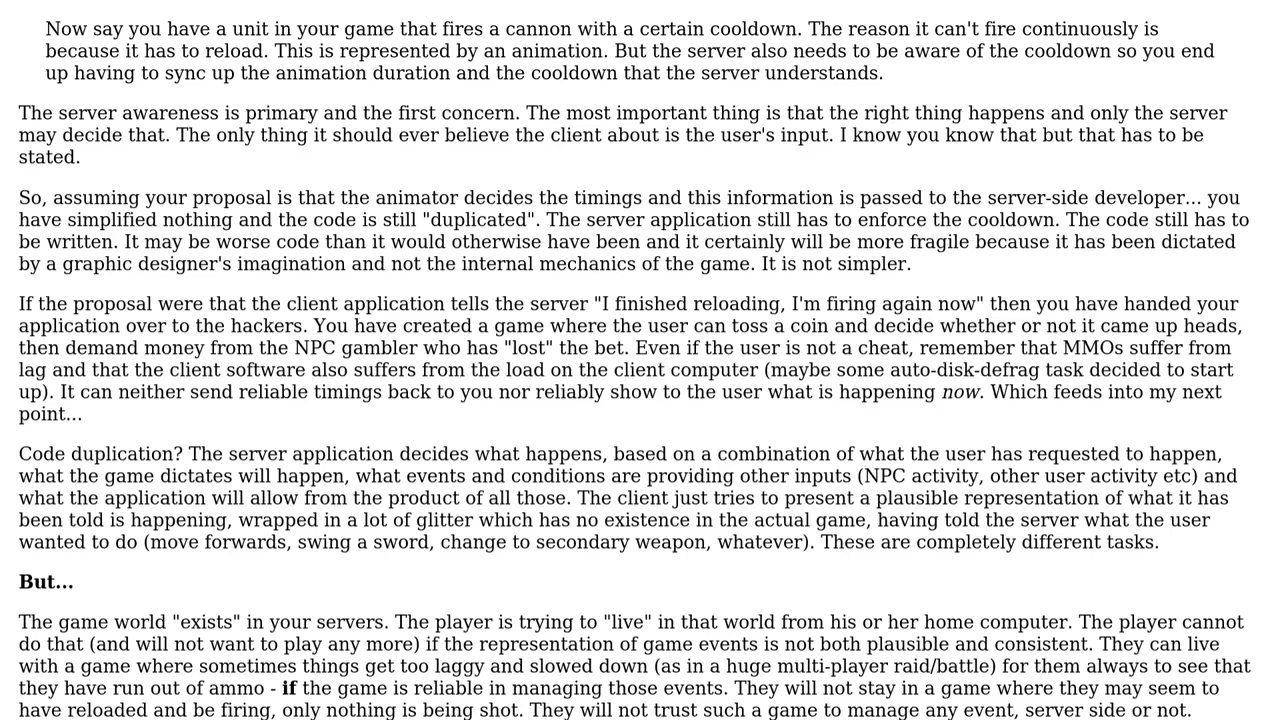 Now say you have a unit in your game that fires a cannon with a certain cooldown. The reason it can't fire continuously is
because it has to reload. This is represented by an animation. But the server also needs to be aware of the cooldown so you end
up having to sync up the animation duration and the cooldown that the server understands.
The server awareness is primary and the first concern. The most important thing is that the right thing happens and only the server
may decide that. The only thing it should ever believe the client about is the user's input. I know you know that but that has to be
stated.
So, assuming your proposal is that the animator decides the timings and this information is passed to the server-side developer... you
have simplified nothing and the code is still "duplicated". The server application still has to enforce the cooldown. The code still has to
be written. It may be worse code than it would otherwise have been and it certainly will be more fragile because it has been dictated
by a graphic designer's imagination and not the internal mechanics of the game. It is not simpler.
If the proposal were that the client application tells the server "I finished reloading, I'm firing again now" then you have handed your
application over to the hackers. You have created a game where the user can toss a coin and decide whether or not it came up heads,
then demand money from the NPC gambler who has "lost" the bet. Even if the user is not a cheat, remember that MMOs suffer from
lag and that the client software also suffers from the load on the client computer (maybe some auto-disk-defrag task decided to start
up). It can neither send reliable timings back to you nor reliably show to the user what is happening now. Which feeds into my next
point...
Code duplication? The server application decides what happens, based on a combination of what the user has requested to happen,
what the game dictates will happen, what events and conditions are providing other inputs (NPC activity, other user activity etc) and
what the application will allow from the product of all those. The client just tries to present a plausible representation of what it has
been told is happening, wrapped in a lot of glitter which has no existence in the actual game, having told the server what the user
wanted to do (move forwards, swing a sword, change to secondary weapon, whatever). These are completely different tasks.
But...
The game world "exists" in your servers. The player is trying to "live" in that world from his or her home computer. The player cannot
do that (and will not want to play any more) if the representation of game events is not both plausible and consistent. They can live
with a game where sometimes things get too laggy and slowed down (as in a huge multi-player raid/battle) for them always to see that
they have run out of ammo - if the game is reliable in managing those events. They will not stay in a game where they may seem to
have reloaded and be firing, only nothing is being shot. They will not trust such a game to manage any event, server side or not.